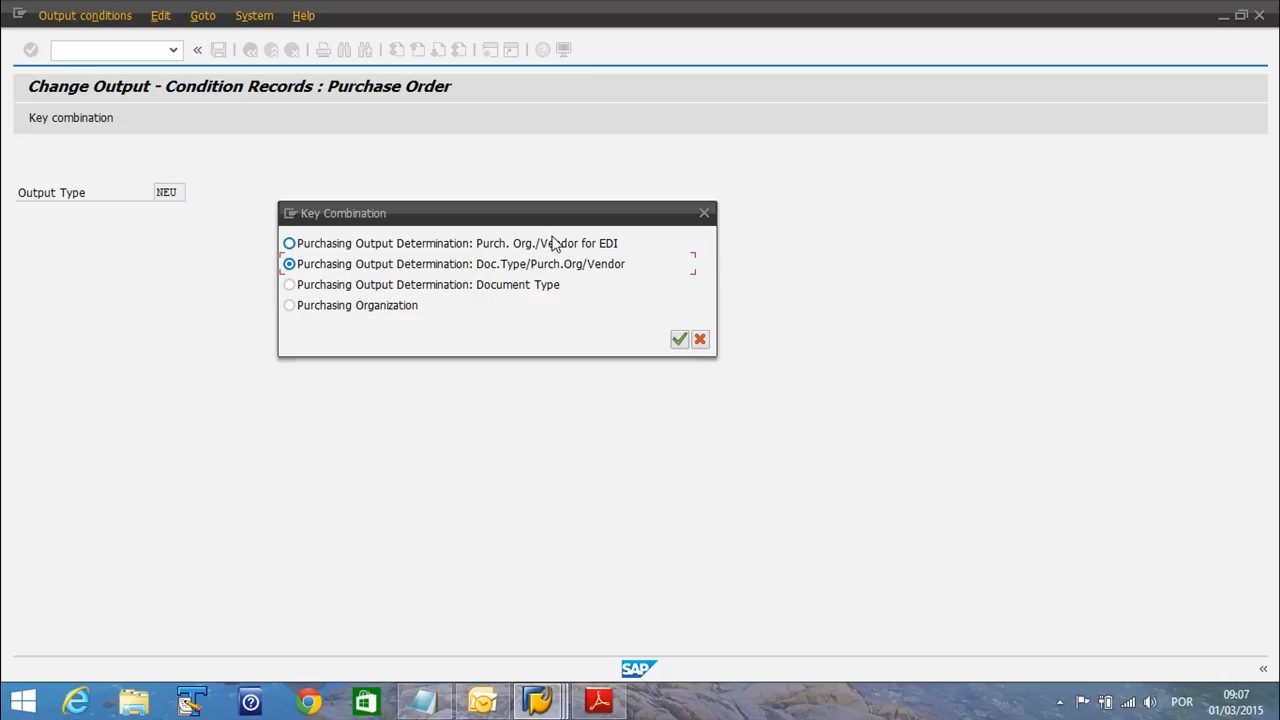 Output conditions Edit Goto System Help
Change Output - Condition Records : Purchase Order
Key combination
Output Type NEU
Key Combination
Purchasing Output Determination: Purch. Org./Vendor for EDI
Purchasing Output Determination: Doc.Type/Purch.Org/Vendor
Purchasing Output Determination: Document Type
Purchasing Organization
SAP
POR
09:07
01/03/2015